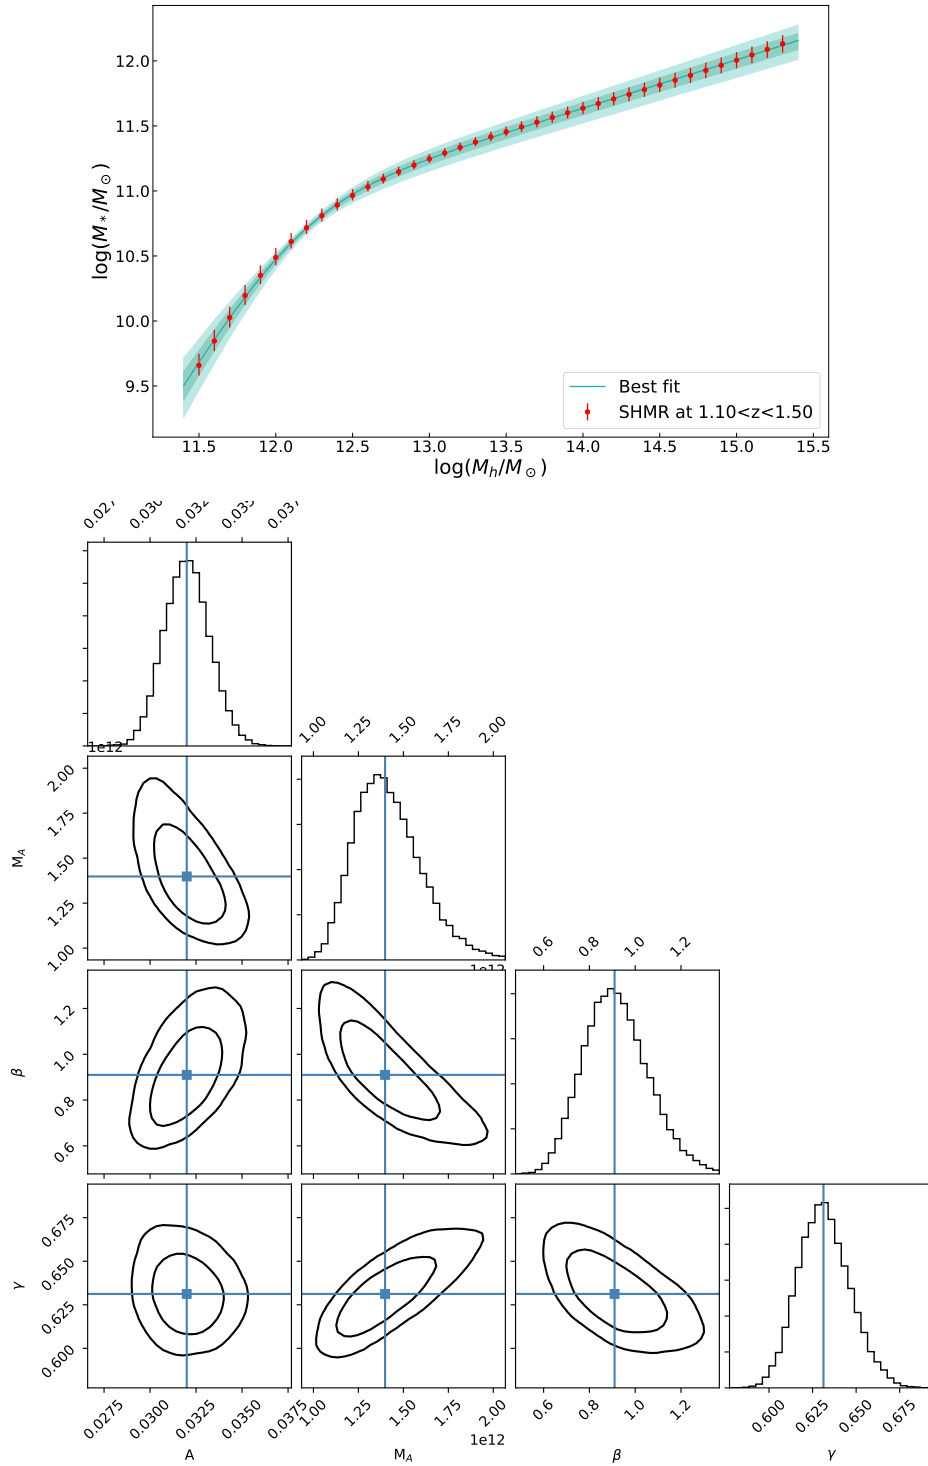 12.0
11.5
11.0
10.5
10.0
9.5
log(M_*/M_⊙)
Best fit
SHMR at 1.10<z<1.50
11.5 12.0 12.5 13.0 13.5 14.0 14.5 15.0 15.5
log(M_h/M_⊙)
1e12
1.00 1.25 1.50 1.75 2.00
2.00
1.75
1.50
1.25
1.00
M_A
0.6 0.8 1.0 1.2
1.2
1.0
0.8
0.6
β
0.675
0.650
0.625
0.600
γ
0.0275 0.0300 0.0325 0.0350 0.0375
A
1.00 1.25 1.50 1.75 2.00
1e12
M_A
0.6 0.8 1.0 1.2
β
0.600 0.625 0.650 0.675
γ